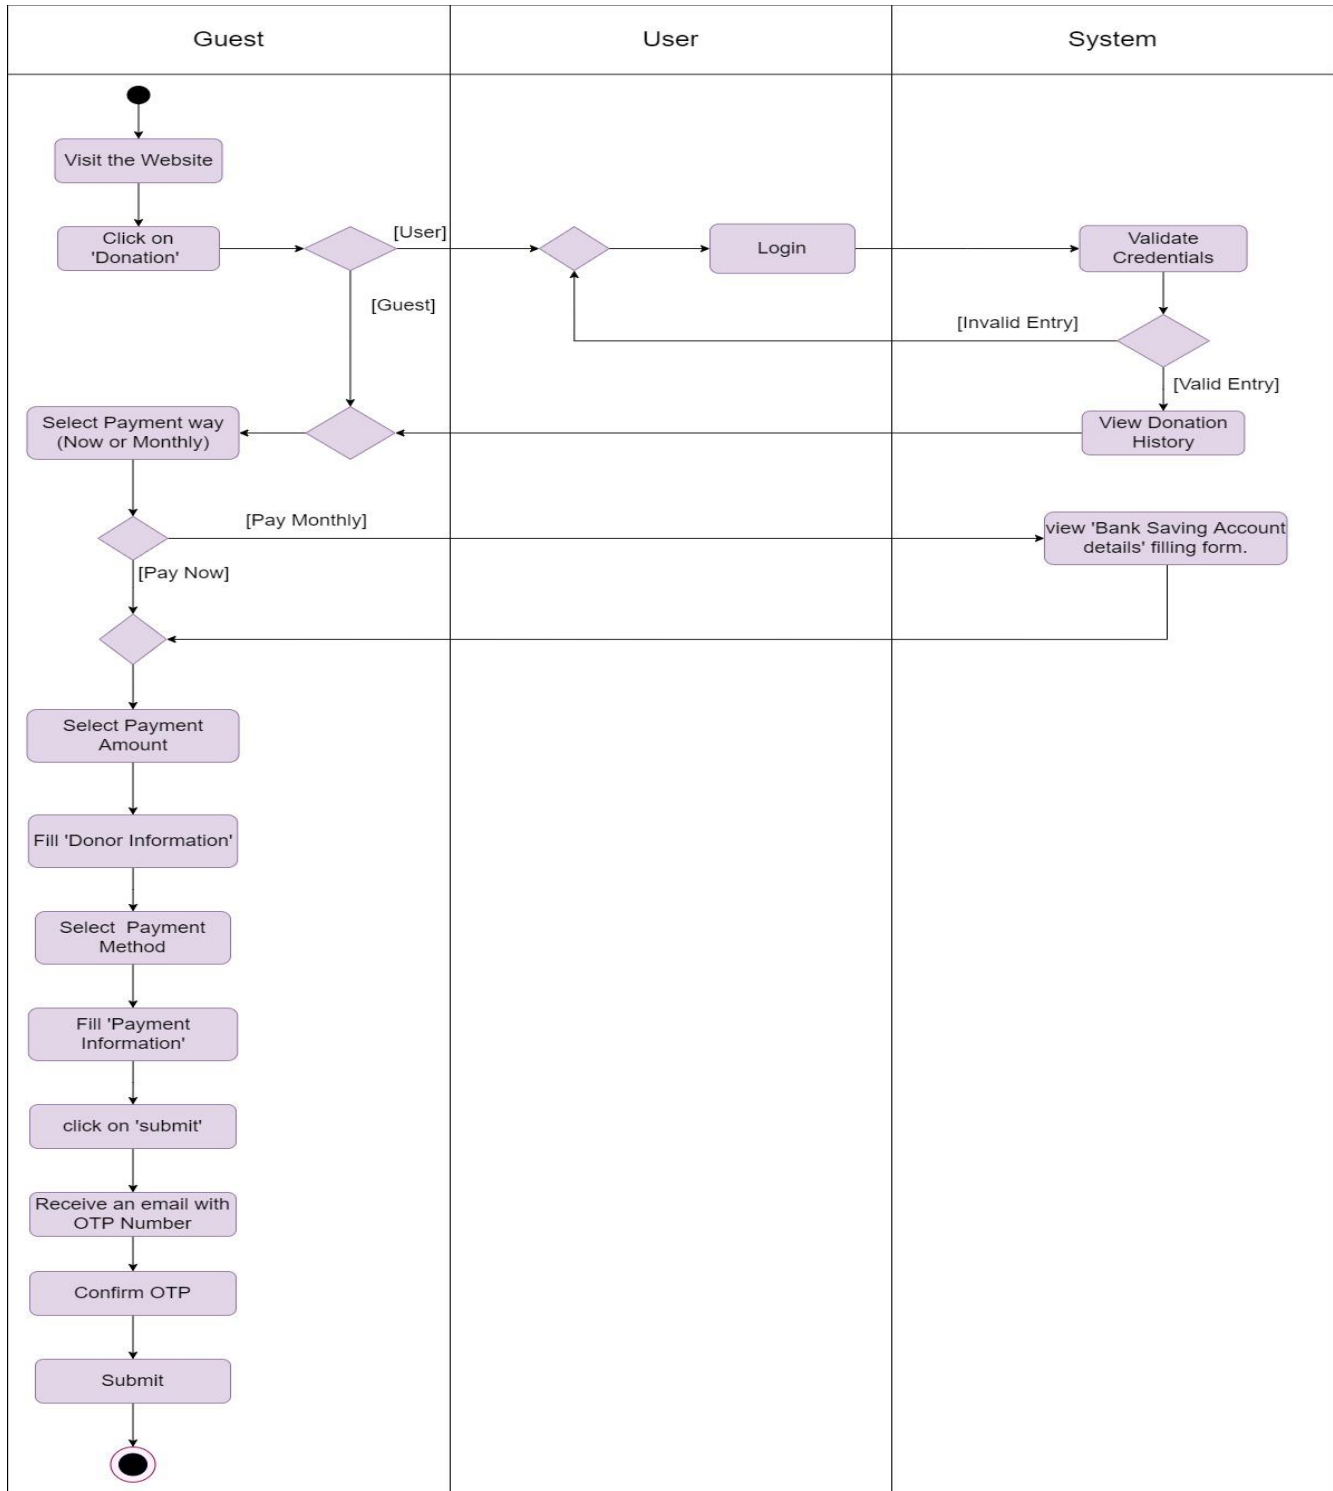 Guest
User
System
Visit the Website
Click on
'Donation'
[User]
Login
Validate
Credentials
[Guest]
[Invalid Entry]
[Valid Entry]
Select Payment way
(Now or Monthly)
View Donation
History
[Pay Monthly]
view 'Bank Saving Account
details' filling form.
[Pay Now]
Select Payment
Amount
Fill 'Donor Information'
Select  Payment
Method
Fill 'Payment
Information'
click on 'submit'
Receive an email with
OTP Number
Confirm OTP
Submit